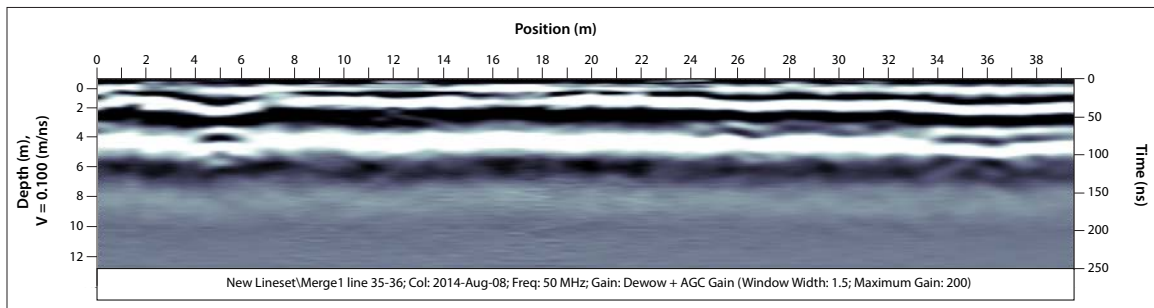 Position (m)
0 2 4 6 8 10 12 14 16 18 20 22 24 26 28 30 32 34 36 38
0
2
4
6
8
10
12
Depth (m),
V = 0.100 (m/ns)
0
50
100
150
200
250
Time (ns)
New Lineset\Merge1 line 35-36; Col: 2014-Aug-08; Freq: 50 MHz; Gain: Dewow + AGC Gain (Window Width: 1.5; Maximum Gain: 200)